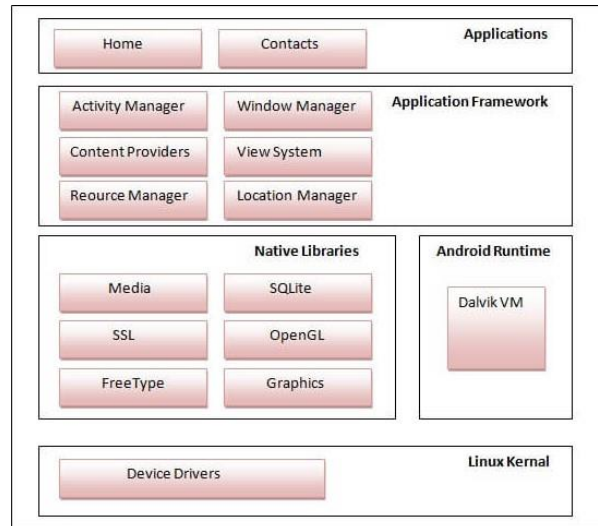 Applications
Home Contacts
Application Framework
Activity Manager Window Manager
Content Providers View System
Reource Manager Location Manager
Native Libraries
Media SQLite
SSL OpenGL
FreeType Graphics
Android Runtime
Dalvik VM
Linux Kernal
Device Drivers